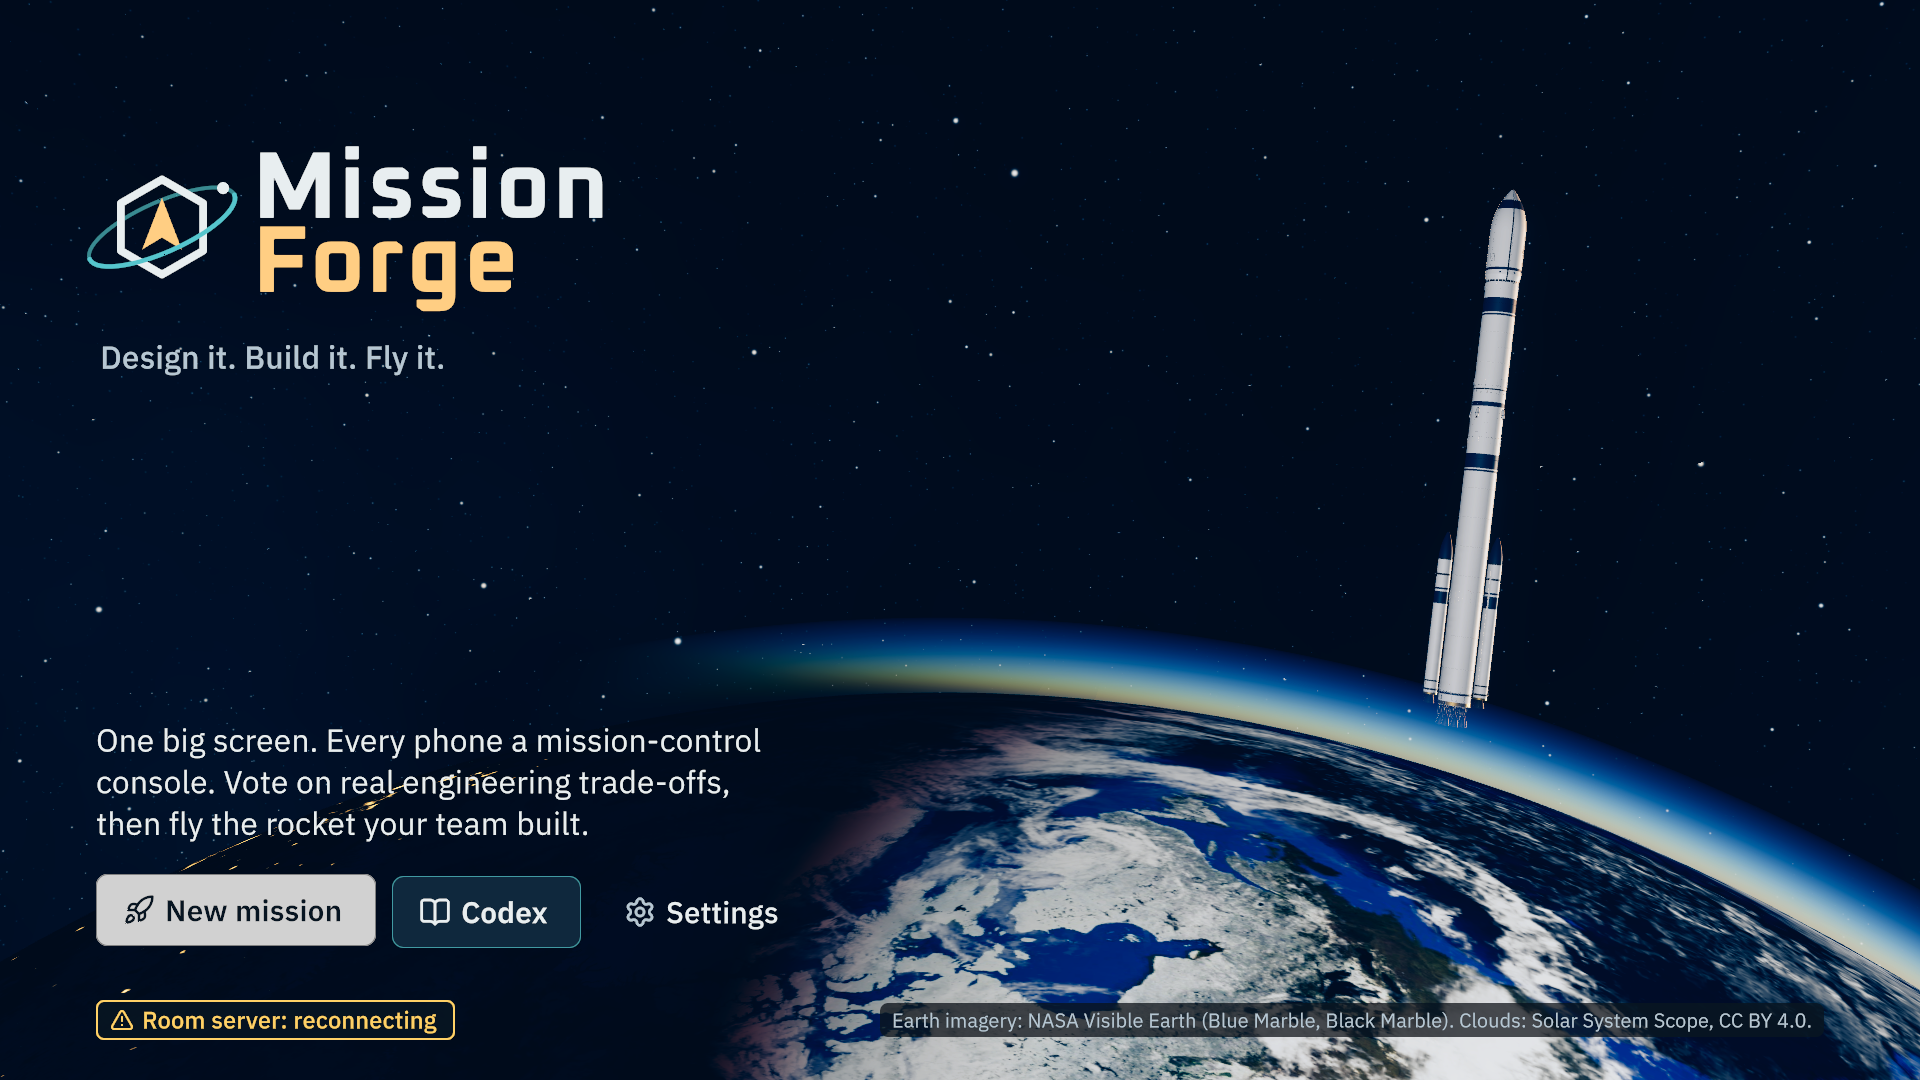 Mission
Forge
Design it. Build it. Fly it.
One big screen. Every phone a mission-control
console. Vote on real engineering trade-offs,
then fly the rocket your team built.
New mission
Codex
Settings
Room server: reconnecting
Earth imagery: NASA Visible Earth (Blue Marble, Black Marble). Clouds: Solar System Scope, CC BY 4.0.